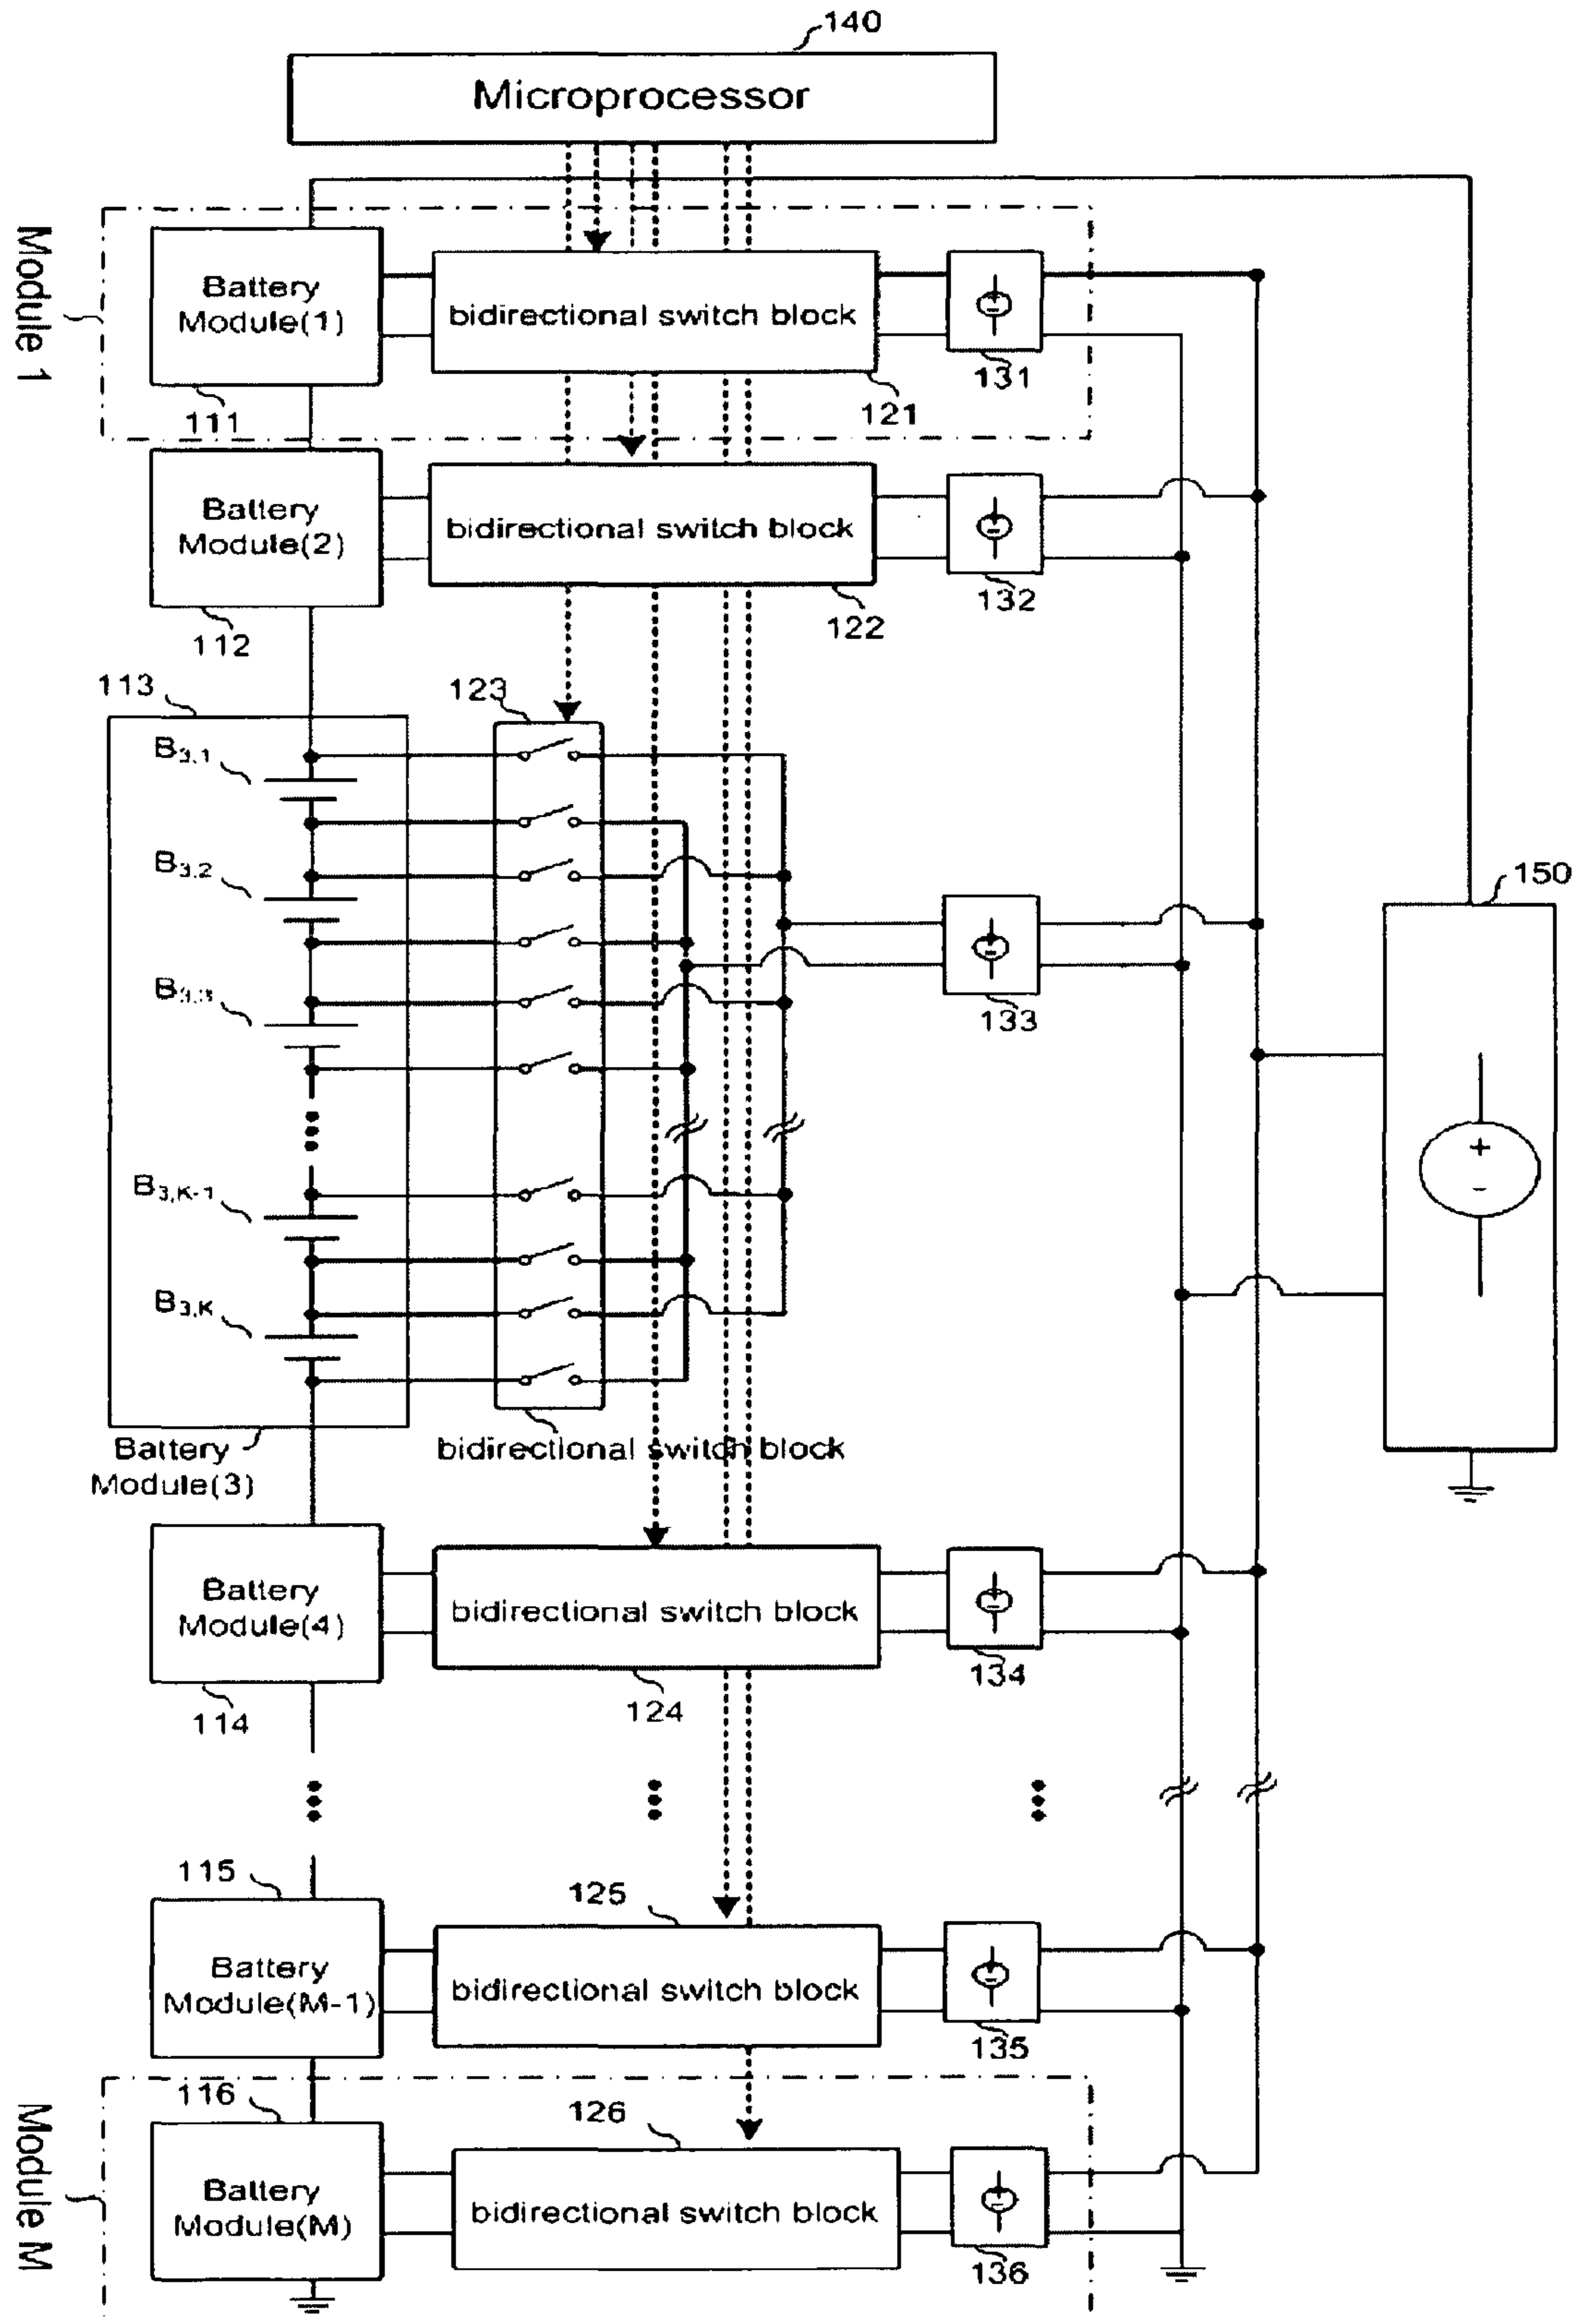 140
Microprocessor
Module 1
Battery
Module(1)
bidirectional switch block
131
111
121
Battery
Module(2)
bidirectional switch block
132
112
122
113
123
B3,1
B3,2
150
B3,3
133
+
-
B3,K-1
B3,K
Battery
Module(3)
bidirectional switch block
Battery
Module(4)
bidirectional switch block
134
114
124
115
125
Battery
Module(M-1)
bidirectional switch block
135
Module M
116
126
Battery
Module(M)
bidirectional switch block
136